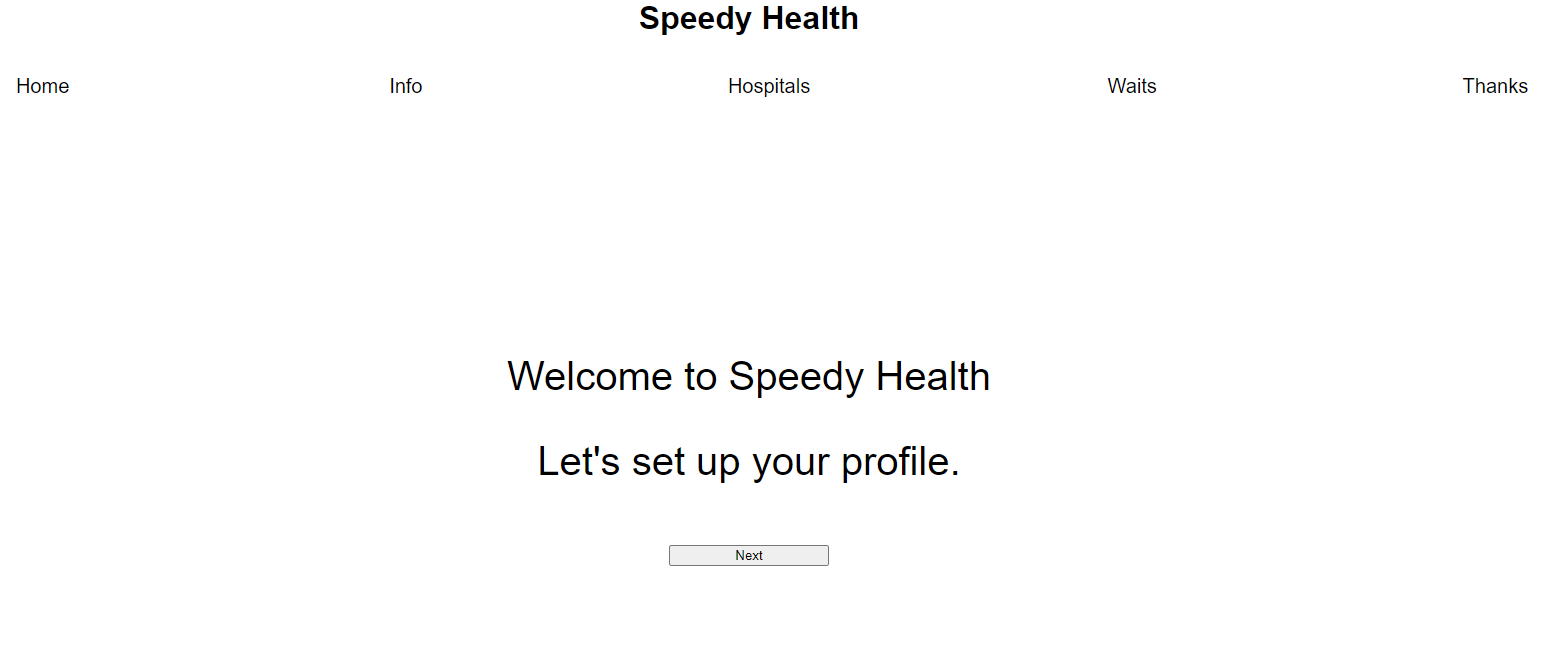 Speedy Health
Home Info Hospitals Waits Thanks
Welcome to Speedy Health
Let's set up your profile.
Next